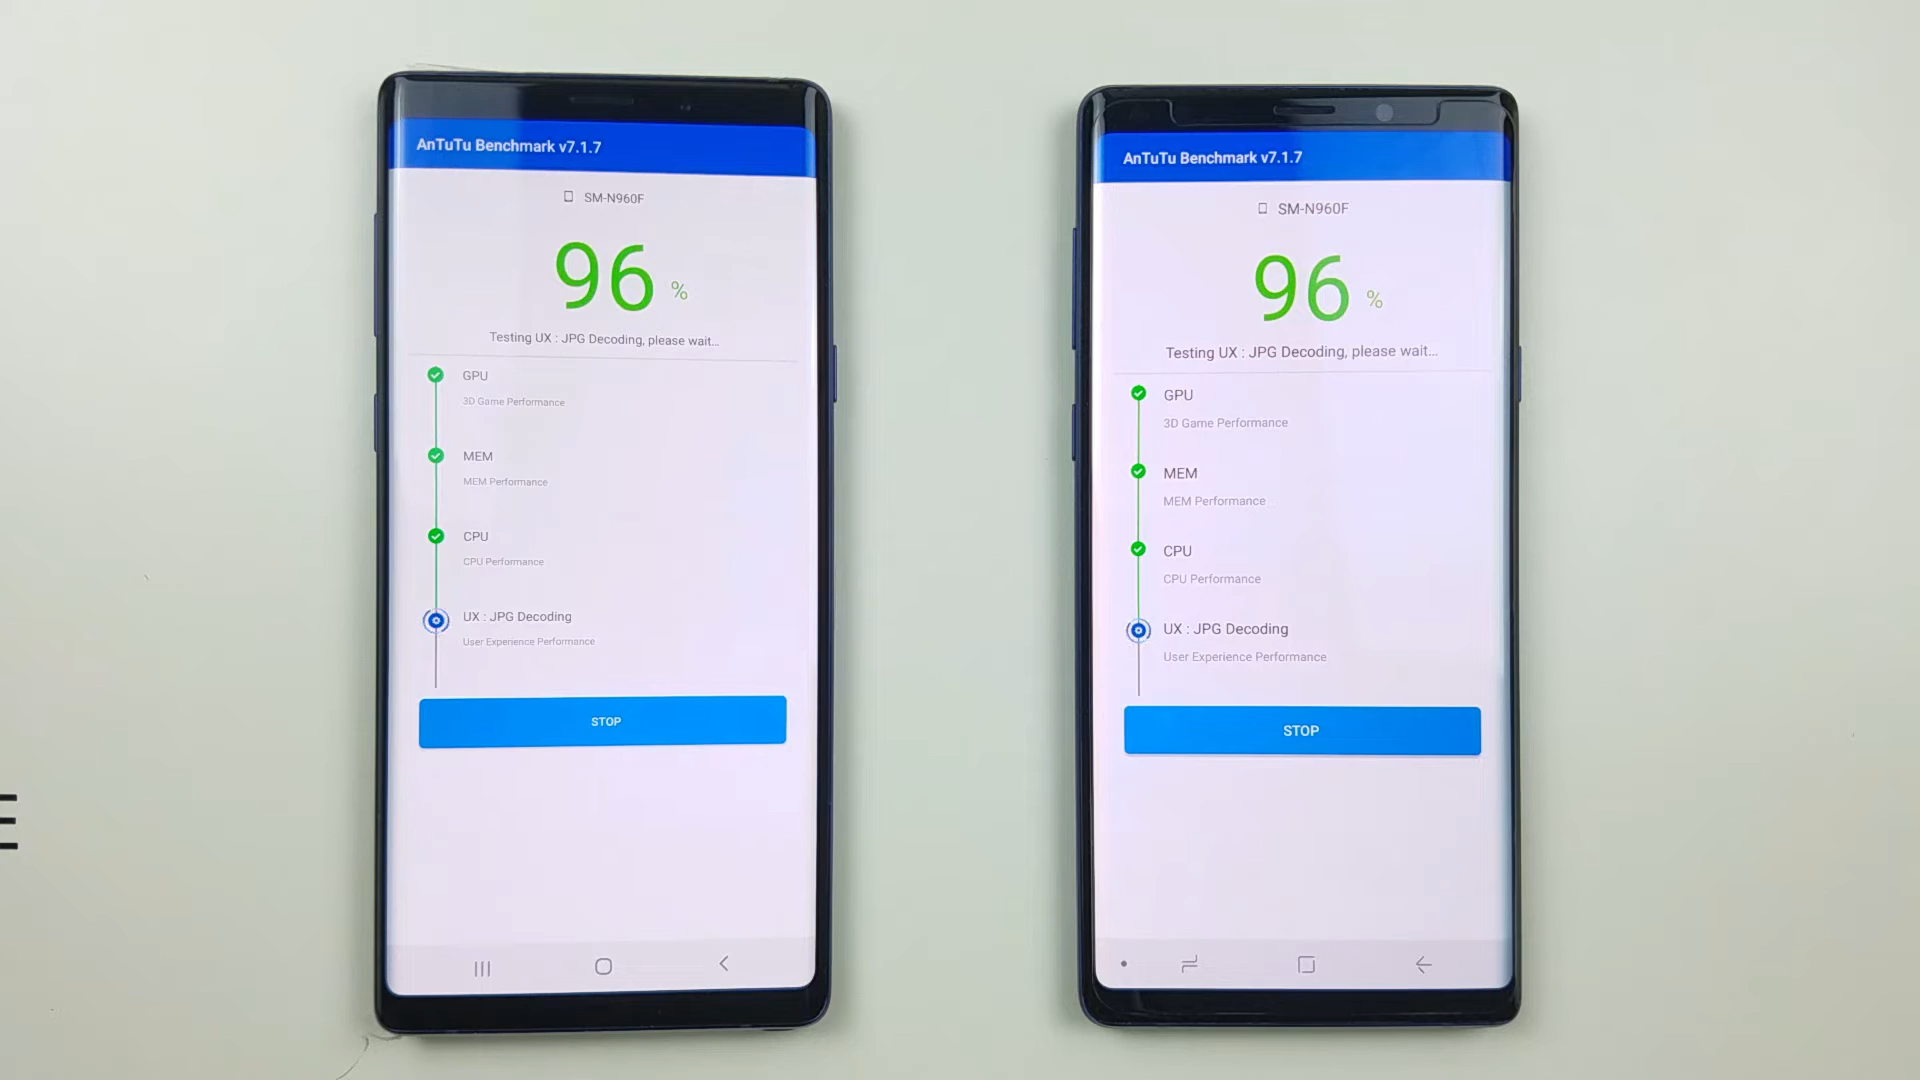 AnTuTu Benchmark v7.1.7
SM-N960F
96 %
Testing UX : JPG Decoding, please wait...
GPU
3D Game Performance
MEM
MEM Performance
CPU
CPU Performance
UX : JPG Decoding
User Experience Performance
STOP
AnTuTu Benchmark v7.1.7
SM-N960F
96 %
Testing UX : JPG Decoding, please wait...
GPU
3D Game Performance
MEM
MEM Performance
CPU
CPU Performance
UX : JPG Decoding
User Experience Performance
STOP